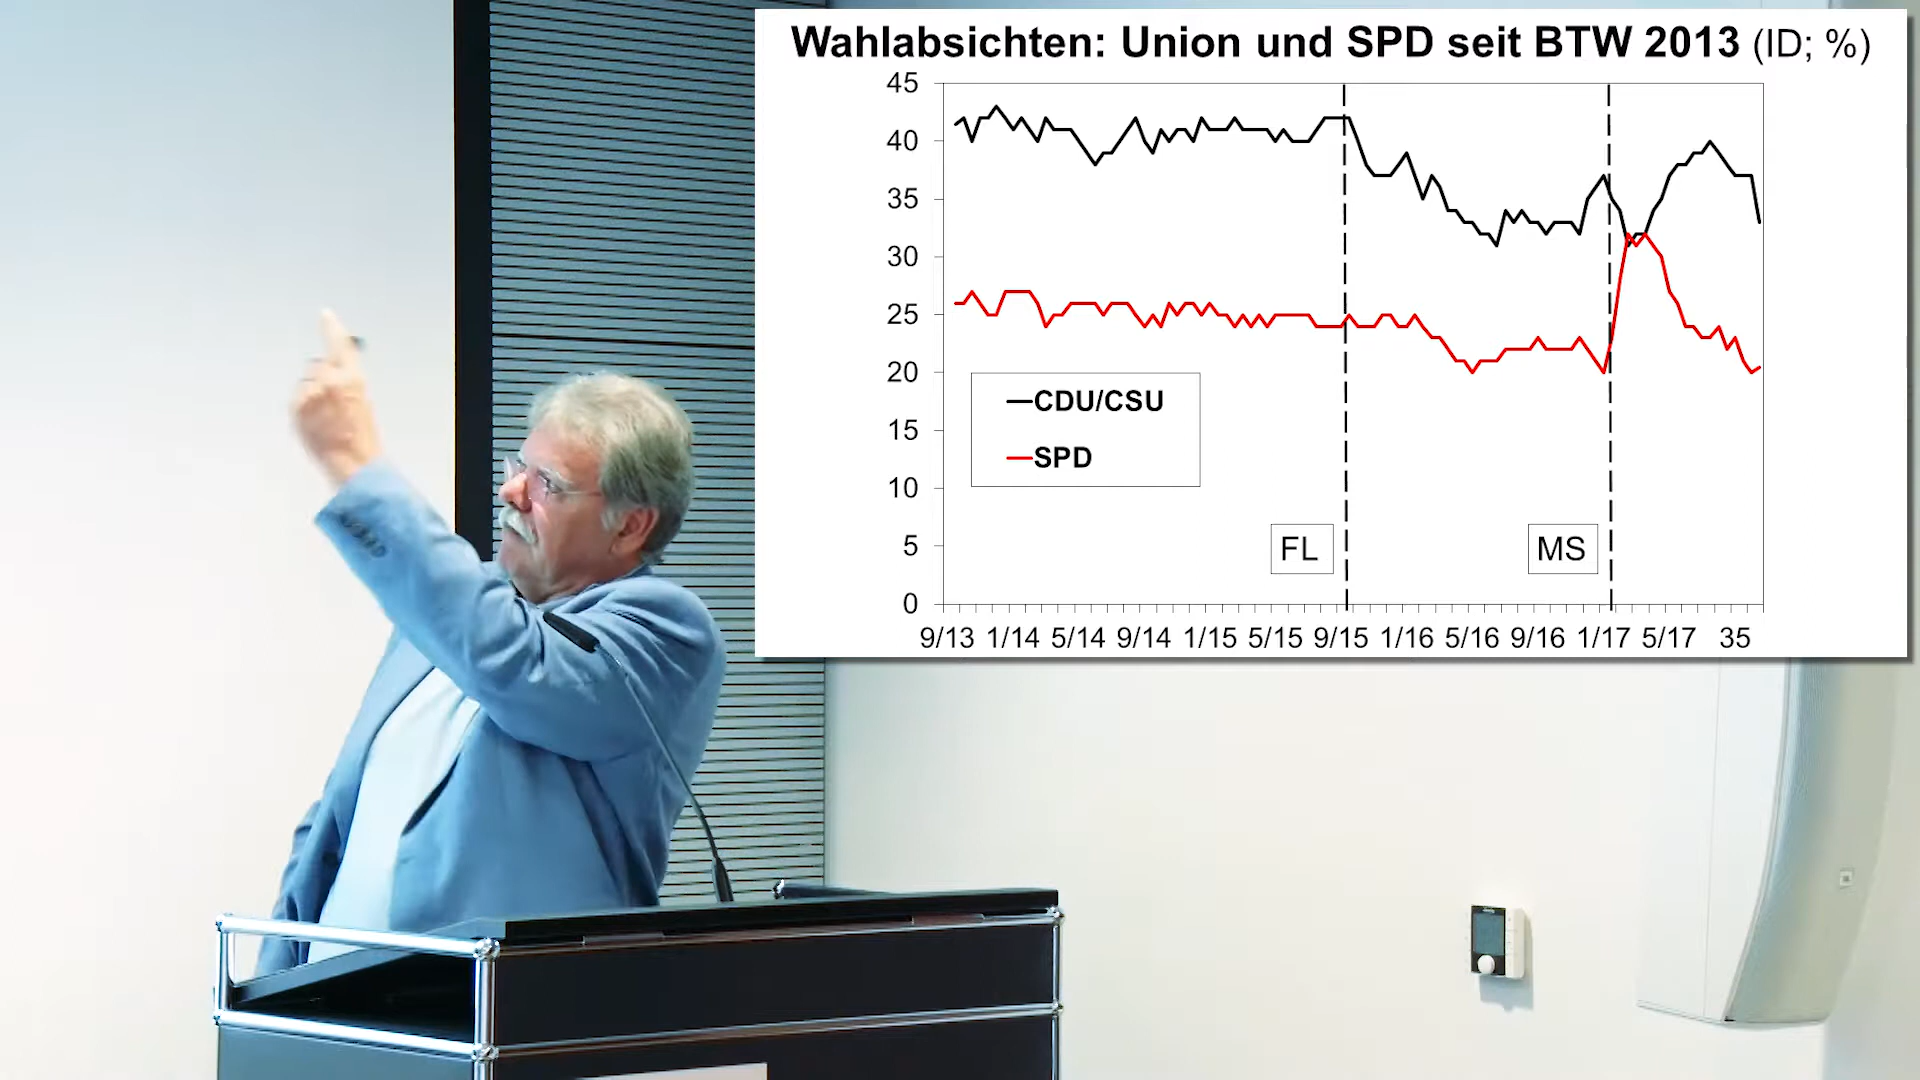 Wahlabsichten: Union und SPD seit BTW 2013 (ID; %)
45
40
35
30
25
20
15
10
5
0
CDU/CSU
SPD
FL
MS
9/13 1/14 5/14 9/14 1/15 5/15 9/15 1/16 5/16 9/16 1/17 5/17 35